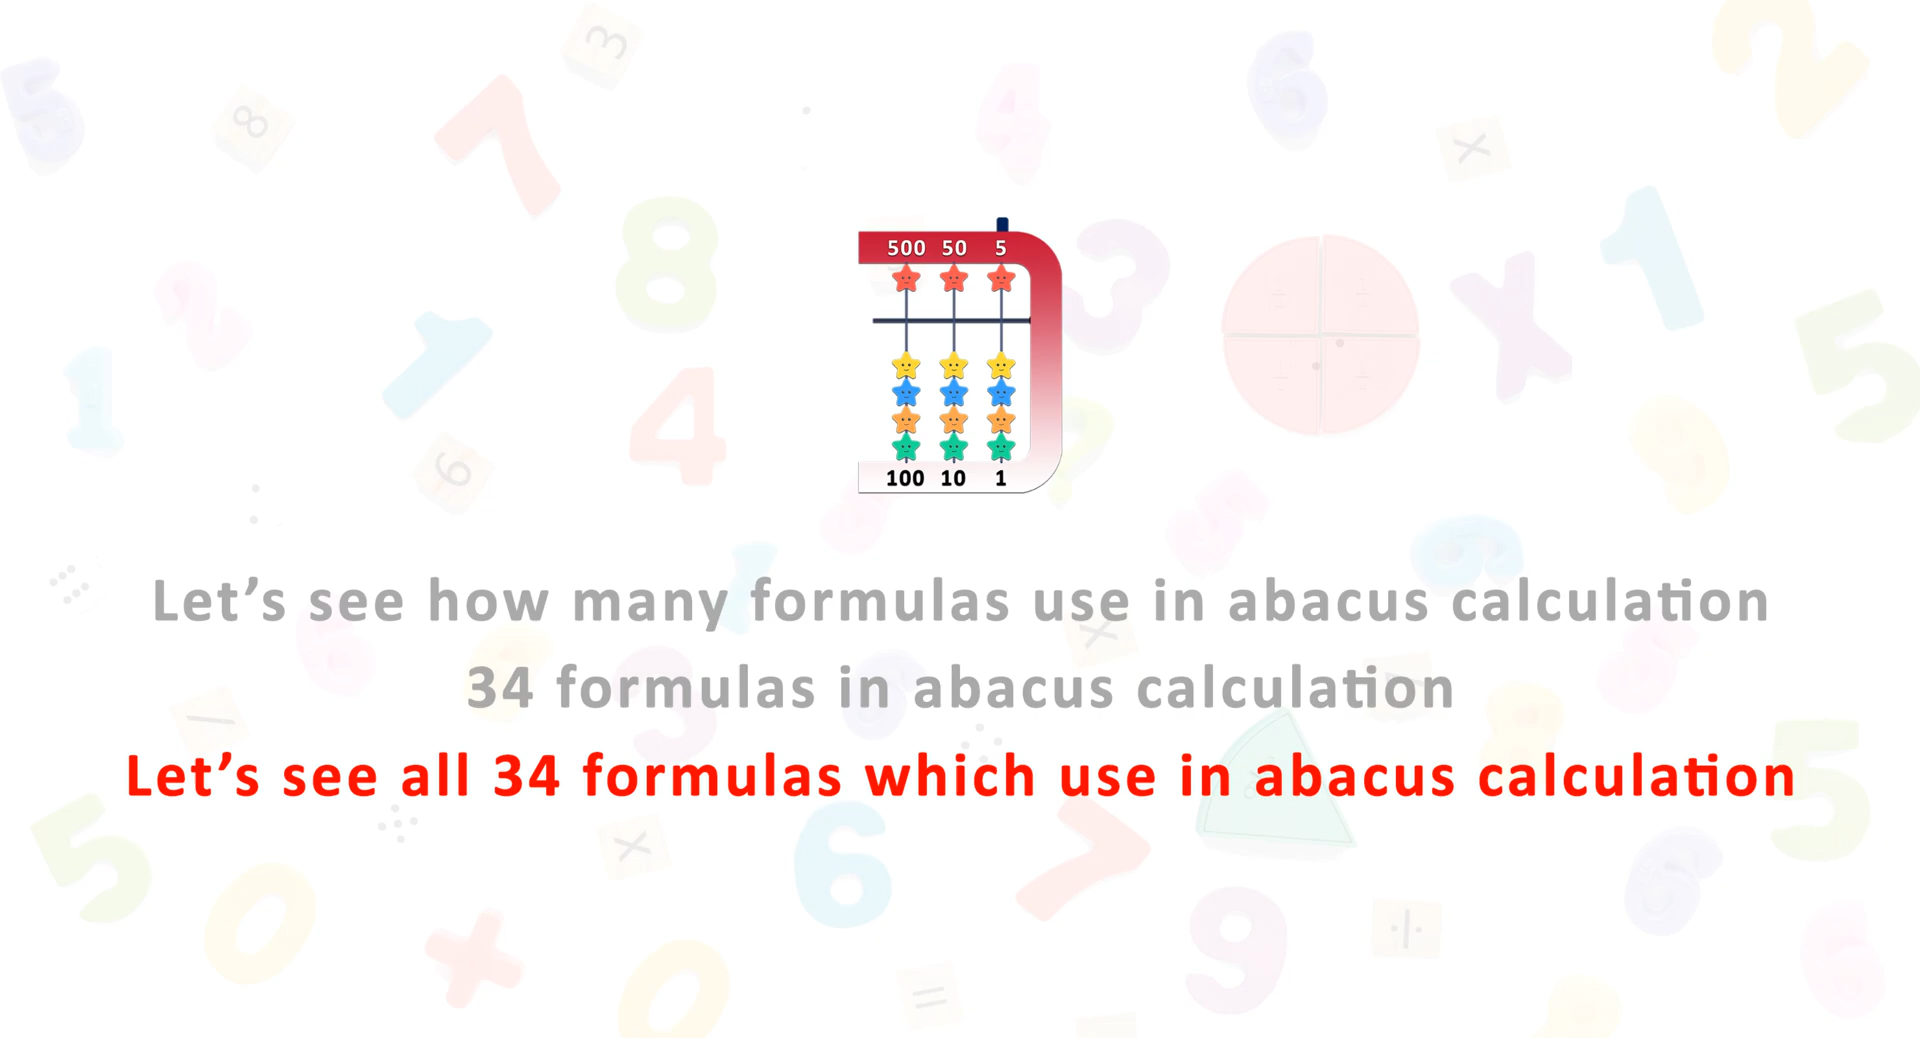 500 50 5
100 10 1
Let’s see how many formulas use in abacus calculation
34 formulas in abacus calculation
Let’s see all 34 formulas which use in abacus calculation